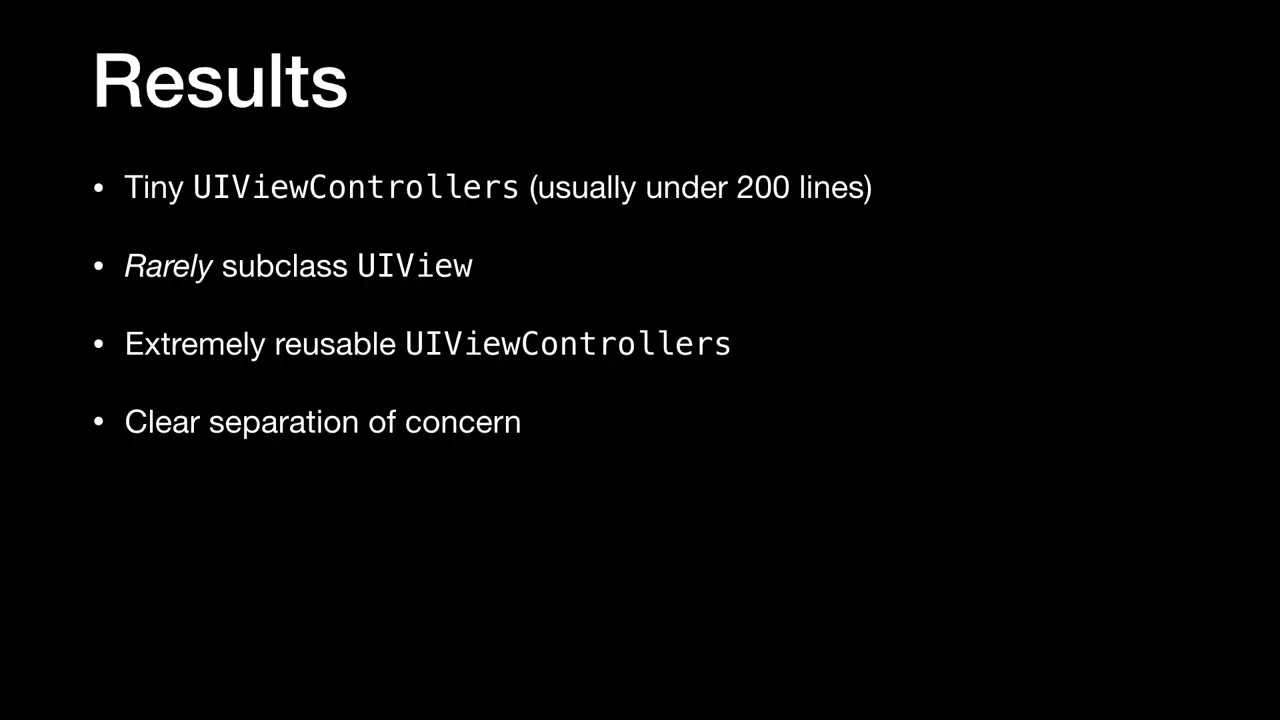 Results
• Tiny UIViewControllers (usually under 200 lines)
• Rarely subclass UIView
• Extremely reusable UIViewControllers
• Clear separation of concern